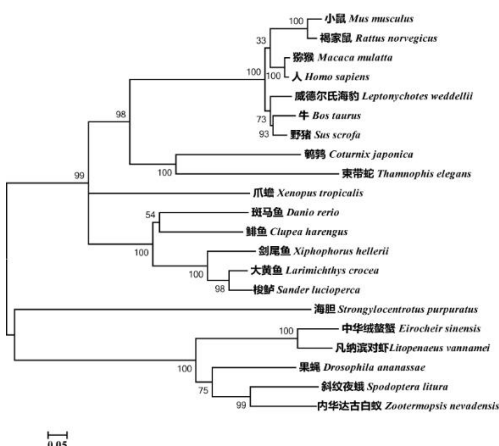 小鼠 Mus musculus
100
褐家鼠 Rattus norvegicus
33
猕猴 Macaca mulatta
100
100
人 Homo sapiens
威德尔氏海豹 Leptonychotes weddellii
98
73
牛 Bos taurus
93
野猪 Sus scrofa
鹌鹑 Coturnix japonica
100
束带蛇 Thamnophis elegans
99
爪蟾 Xenopus tropicalis
54
斑马鱼 Danio rerio
鲱鱼 Clupea harengus
剑尾鱼 Xiphophorus hellerii
100
大黄鱼 Larimichthys crocea
98
梭鲈 Sander lucioperca
海胆 Strongylocentrotus purpuratus
100
中华绒螯蟹 Eirocheir sinensis
凡纳滨对虾 Litopenaeus vannamei
100
果蝇 Drosophila ananassae
75
斜纹夜蛾 Spodoptera litura
99
内华达古白蚁 Zootermopsis nevadensis
0.05